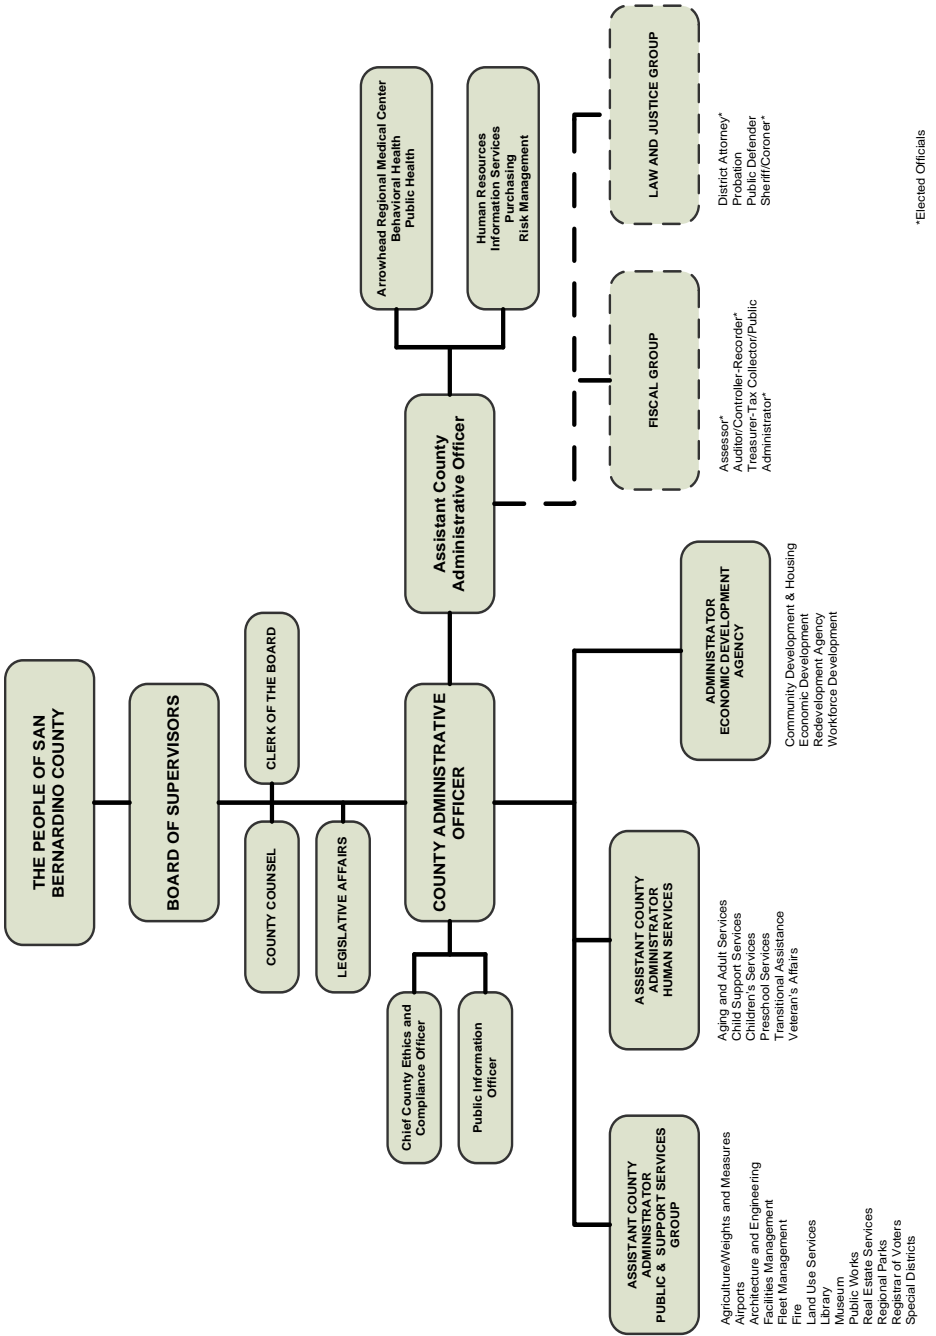 THE PEOPLE OF SAN
BERNARDINO COUNTY
BOARD OF SUPERVISORS
COUNTY COUNSEL
CLERK OF THE BOARD
LEGISLATIVE AFFAIRS
COUNTY ADMINISTRATIVE
OFFICER
Chief County Ethics and
Compliance Officer
Public Information
Officer
Assistant County
Administrative Officer
Arrowhead Regional Medical Center
Behavioral Health
Public Health
Human Resources
Information Services
Purchasing
Risk Management
ASSISTANT COUNTY
ADMINISTRATOR
PUBLIC & SUPPORT SERVICES
GROUP
Agriculture/Weights and Measures
Airports
Architecture and Engineering
Facilities Management
Fleet Management
Fire
Land Use Services
Library
Museum
Public Works
Real Estate Services
Regional Parks
Registrar of Voters
Special Districts
ASSISTANT COUNTY
ADMINISTRATOR
HUMAN SERVICES
Aging and Adult Services
Child Support Services
Children's Services
Preschool Services
Transitional Assistance
Veteran's Affairs
ADMINISTRATOR
ECONOMIC DEVELOPMENT
AGENCY
Community Development & Housing
Economic Development
Redevelopment Agency
Workforce Development
FISCAL GROUP
Assessor*
Auditor/Controller-Recorder*
Treasurer-Tax Collector/Public
Administrator*
LAW AND JUSTICE GROUP
District Attorney*
Probation
Public Defender
Sheriff/Coroner*
*Elected Officials